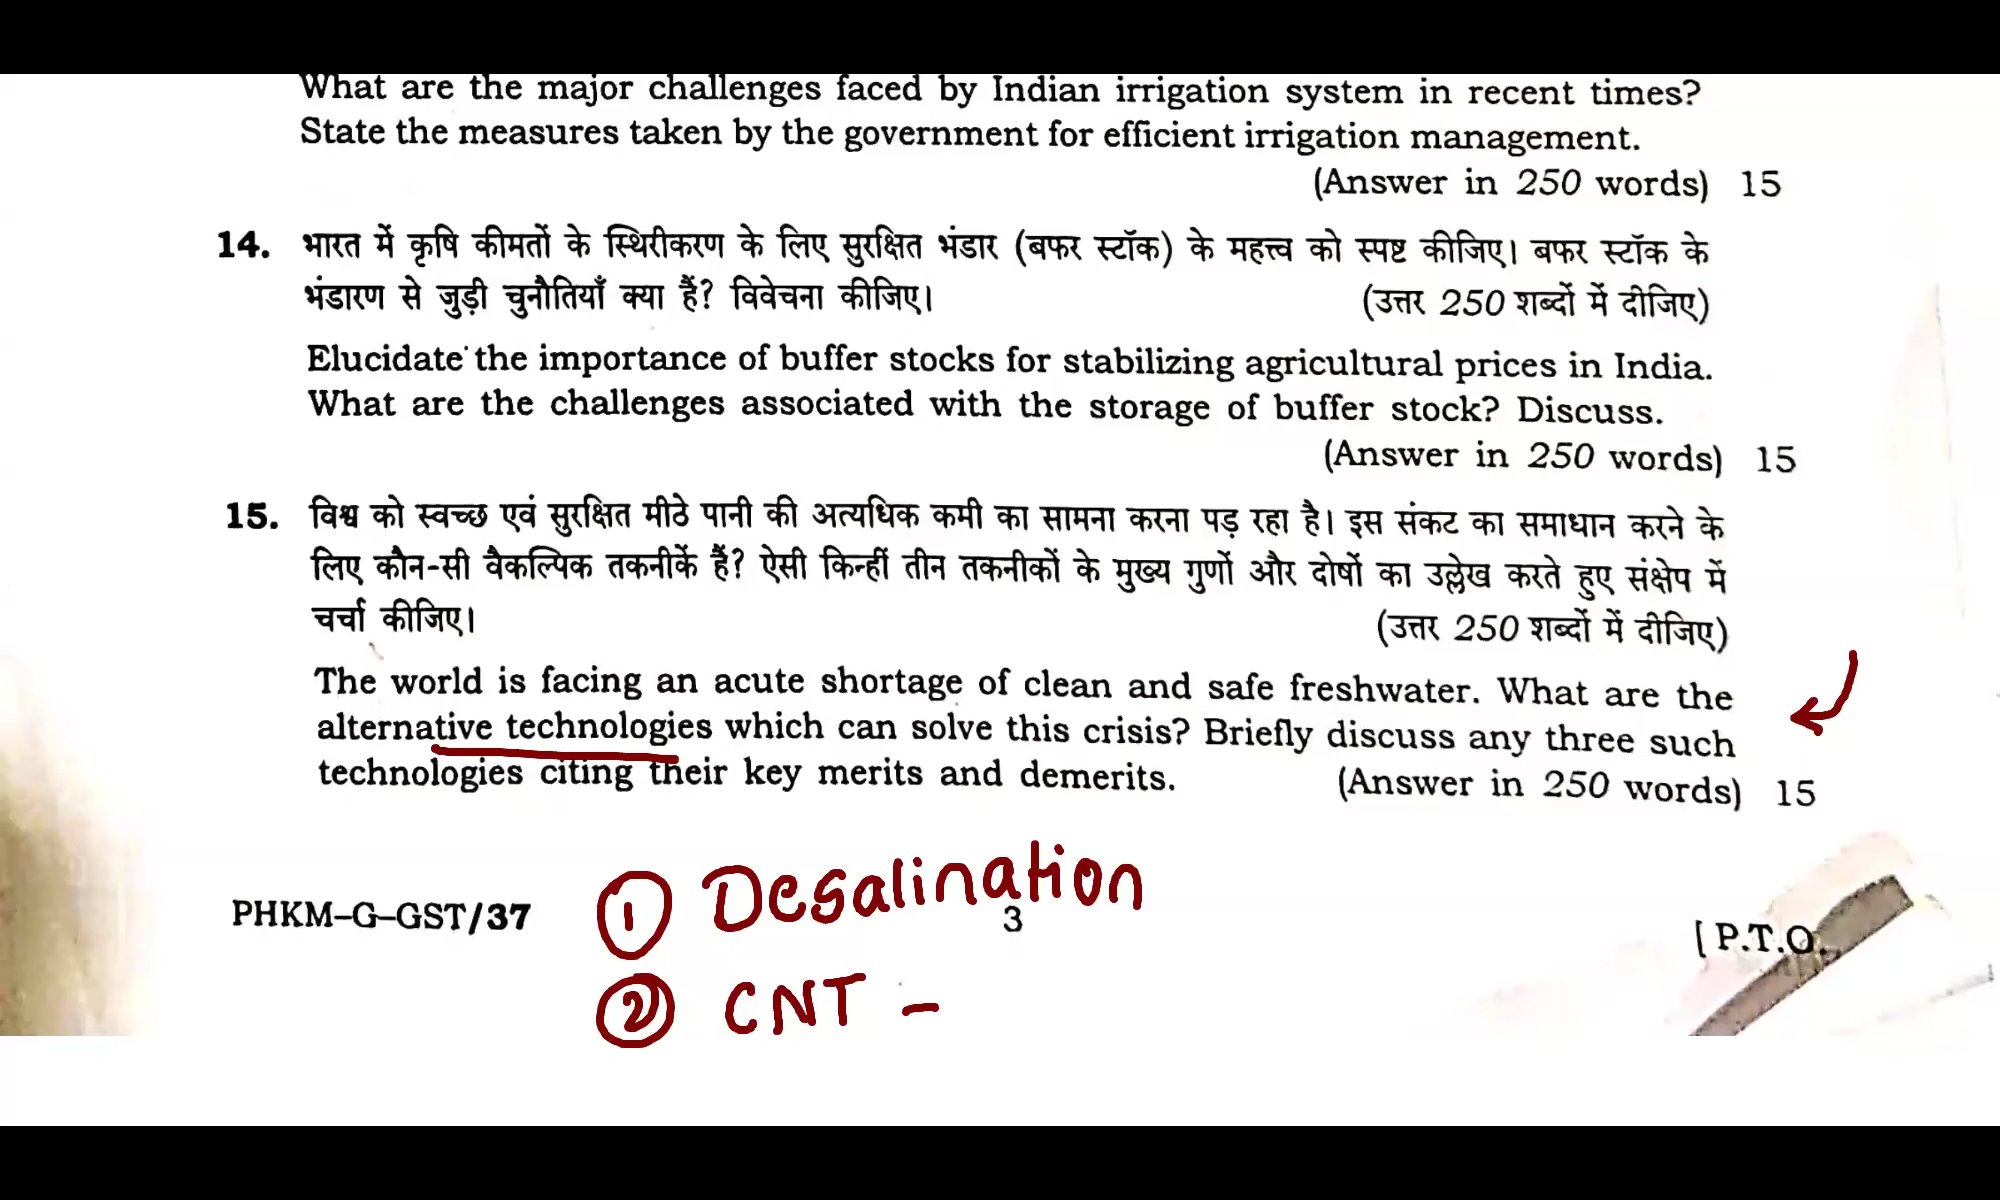 What are the major challenges faced by Indian irrigation system in recent times?
State the measures taken by the government for efficient irrigation management.
(Answer in 250 words) 15
14. भारत में कृषि कीमतों के स्थिरीकरण के लिए सुरक्षित भंडार (बफर स्टॉक) के महत्त्व को स्पष्ट कीजिए। बफर स्टॉक के
भंडारण से जुड़ी चुनौतियाँ क्या हैं? विवेचना कीजिए। (उत्तर 250 शब्दों में दीजिए)
Elucidate the importance of buffer stocks for stabilizing agricultural prices in India.
What are the challenges associated with the storage of buffer stock? Discuss.
(Answer in 250 words) 15
15. विश्व को स्वच्छ एवं सुरक्षित मीठे पानी की अत्यधिक कमी का सामना करना पड़ रहा है। इस संकट का समाधान करने के
लिए कौन-सी वैकल्पिक तकनीकें हैं? ऐसी किन्हीं तीन तकनीकों के मुख्य गुणों और दोषों का उल्लेख करते हुए संक्षेप में
चर्चा कीजिए। (उत्तर 250 शब्दों में दीजिए)
The world is facing an acute shortage of clean and safe freshwater. What are the
alternative technologies which can solve this crisis? Briefly discuss any three such
technologies citing their key merits and demerits. (Answer in 250 words) 15
① Desalination
PHKM–G–GST/37 3 [ P.T.O.
② CNT –